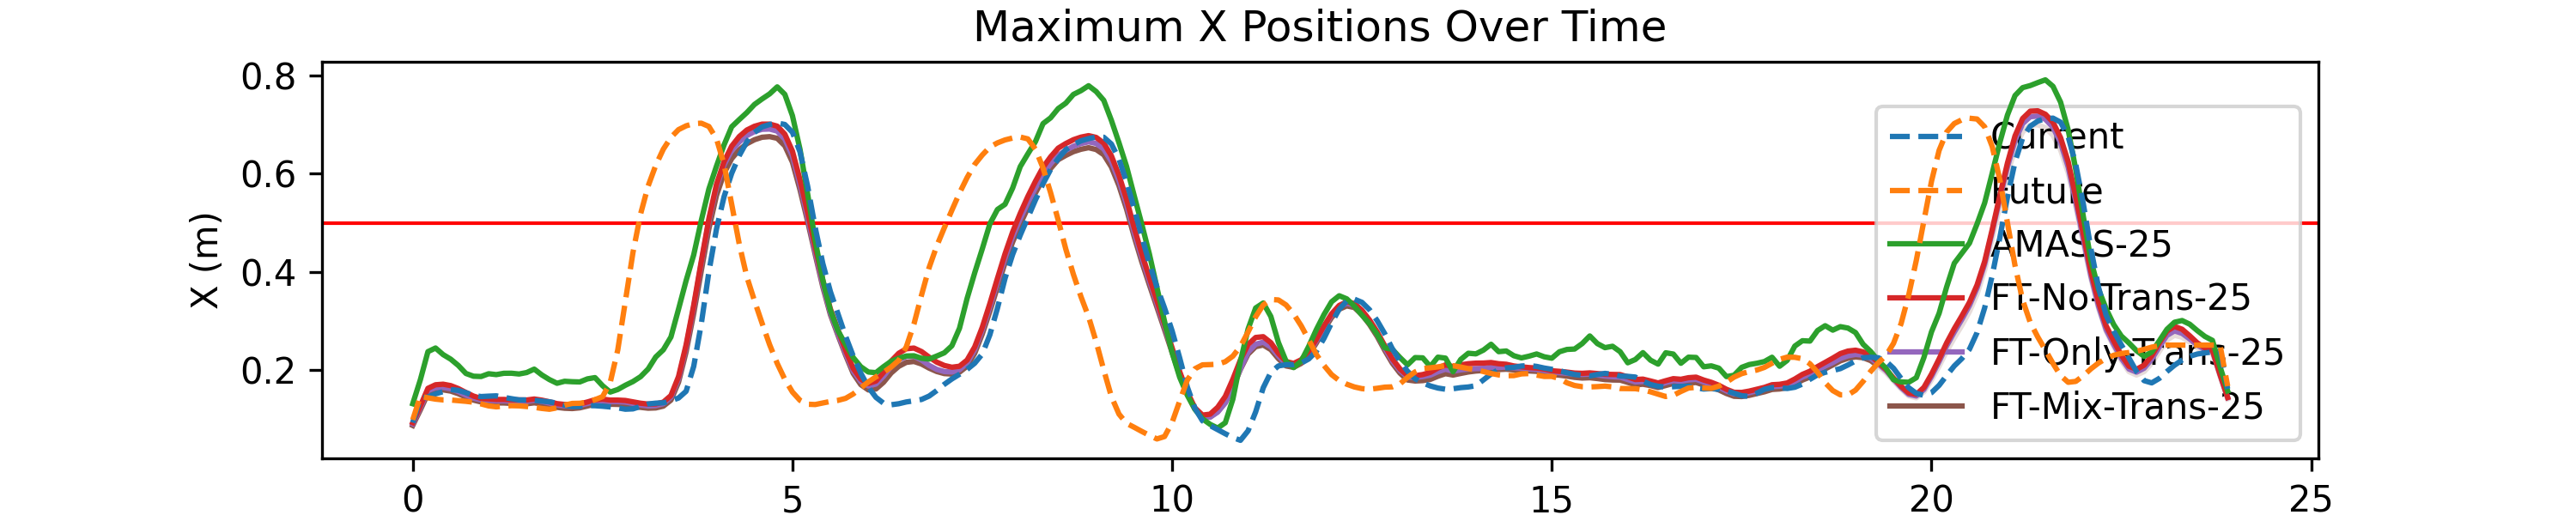 Maximum X Positions Over Time
0.8
0.6
0.4
0.2
X (m)
Current
Future
AMASS-25
FT-No-Trans-25
FT-Only-Trans-25
FT-Mix-Trans-25
0 5 10 15 20 25